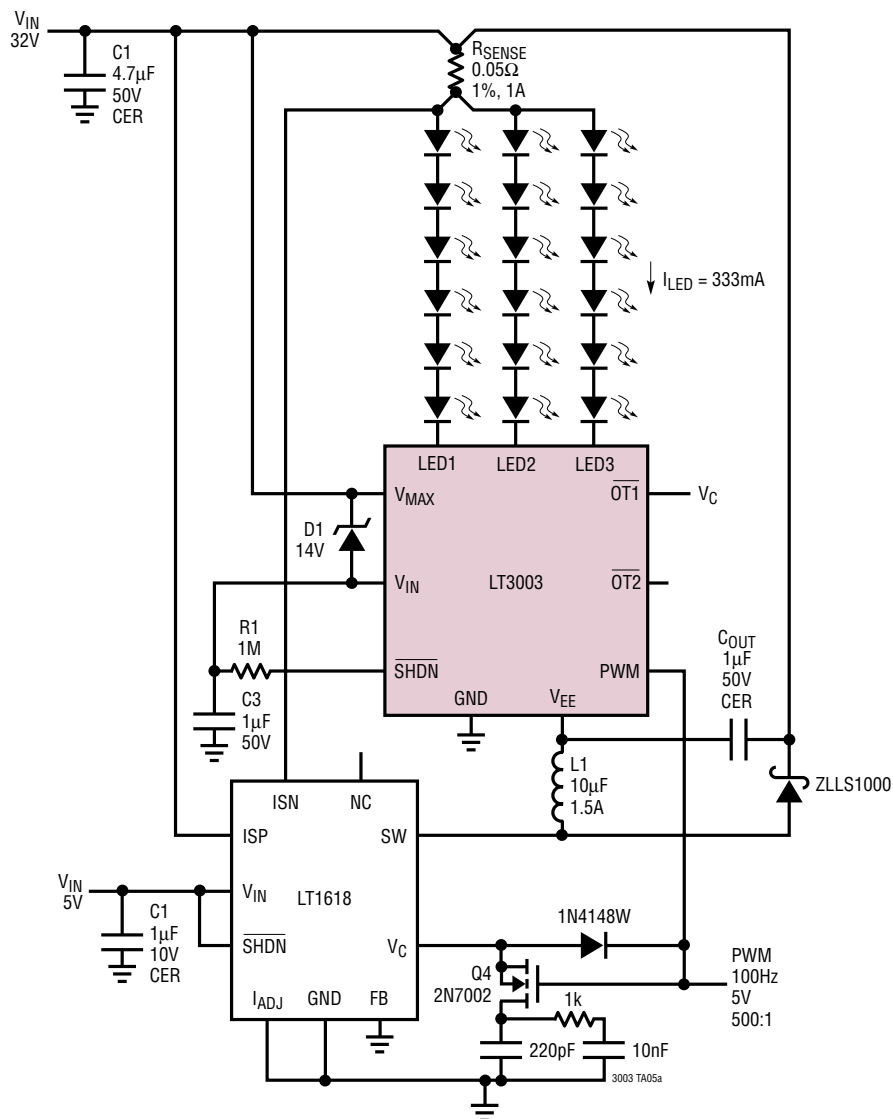 VIN
32V
C1
4.7µF
50V
CER
RSENSE
0.05Ω
1%, 1A
ILED = 333mA
LED1
LED2
LED3
VMAX
OT1
VC
D1
14V
VIN
LT3003
OT2
R1
1M
SHDN
PWM
COUT
1µF
50V
CER
C3
1µF
50V
GND
VEE
L1
10µF
1.5A
ZLLS1000
ISN
NC
ISP
SW
VIN
5V
VIN
LT1618
C1
1µF
10V
CER
SHDN
VC
1N4148W
Q4
2N7002
PWM
100Hz
5V
500:1
IADJ
GND
FB
1k
220pF
10nF
3003 TA05a